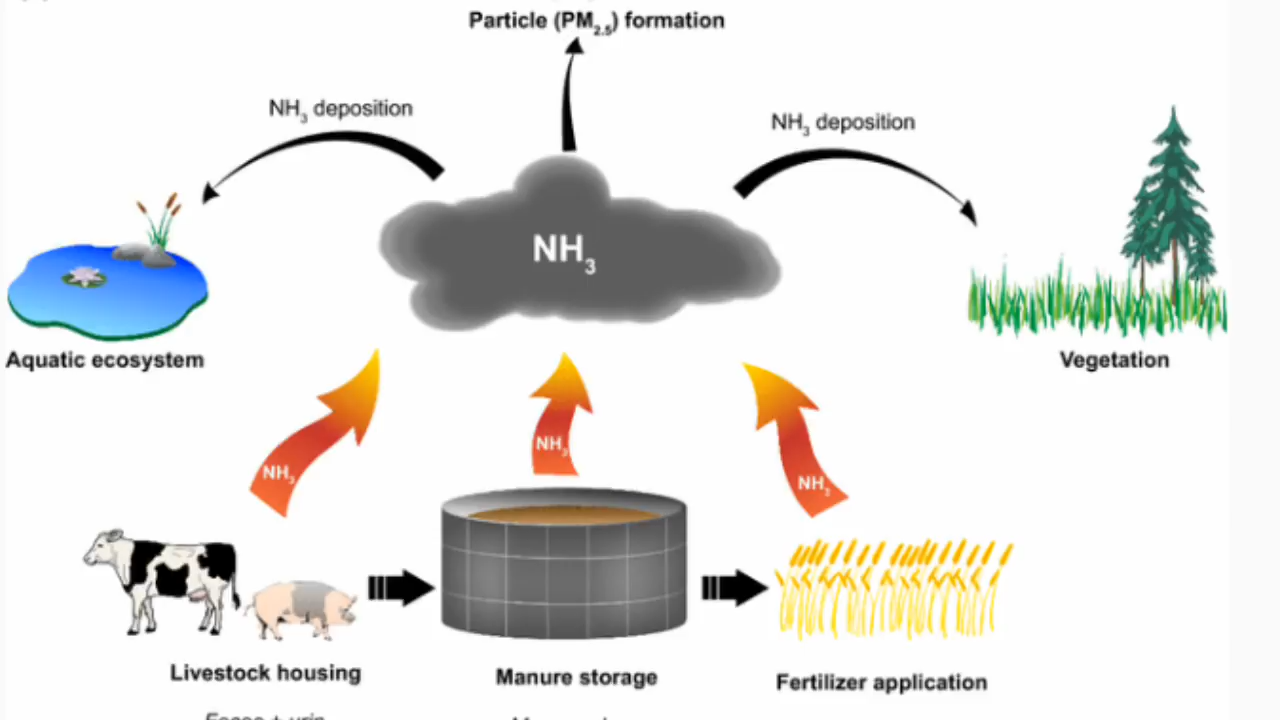 Particle (PM₂.₅) formation
NH₃ deposition
NH₃ deposition
NH₃
Aquatic ecosystem
Vegetation
NH₃
NH₃
NH₃
Livestock housing
Manure storage
Fertilizer application